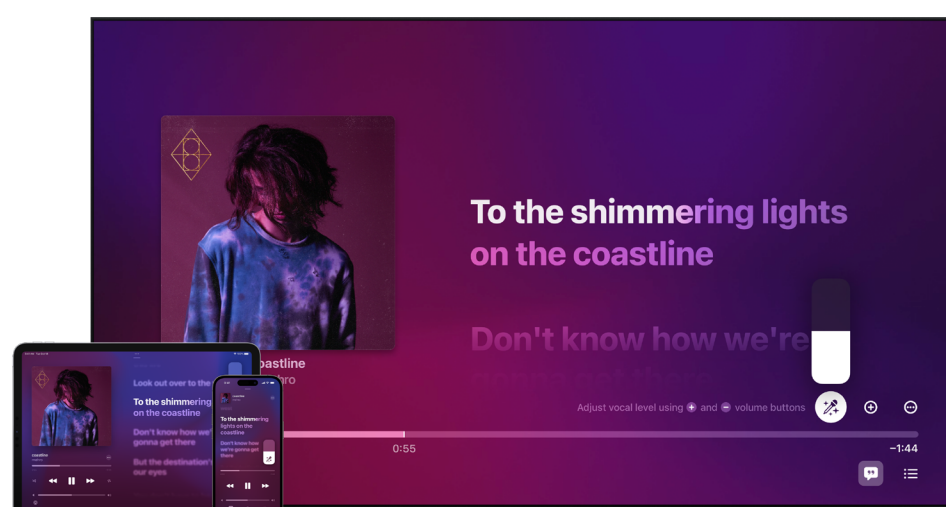 To the shimmering lights
on the coastline
Don't know how we're
Adjust vocal level using + and - volume buttons
0:55
-1:44
Look out over to the
To the shimmering
on the coastline
Don't know how we'
gonna get there
But the destination's
our eyes
coastline
To the shimmering
lights on the
coastline
Don't know how
we're gonna get
there